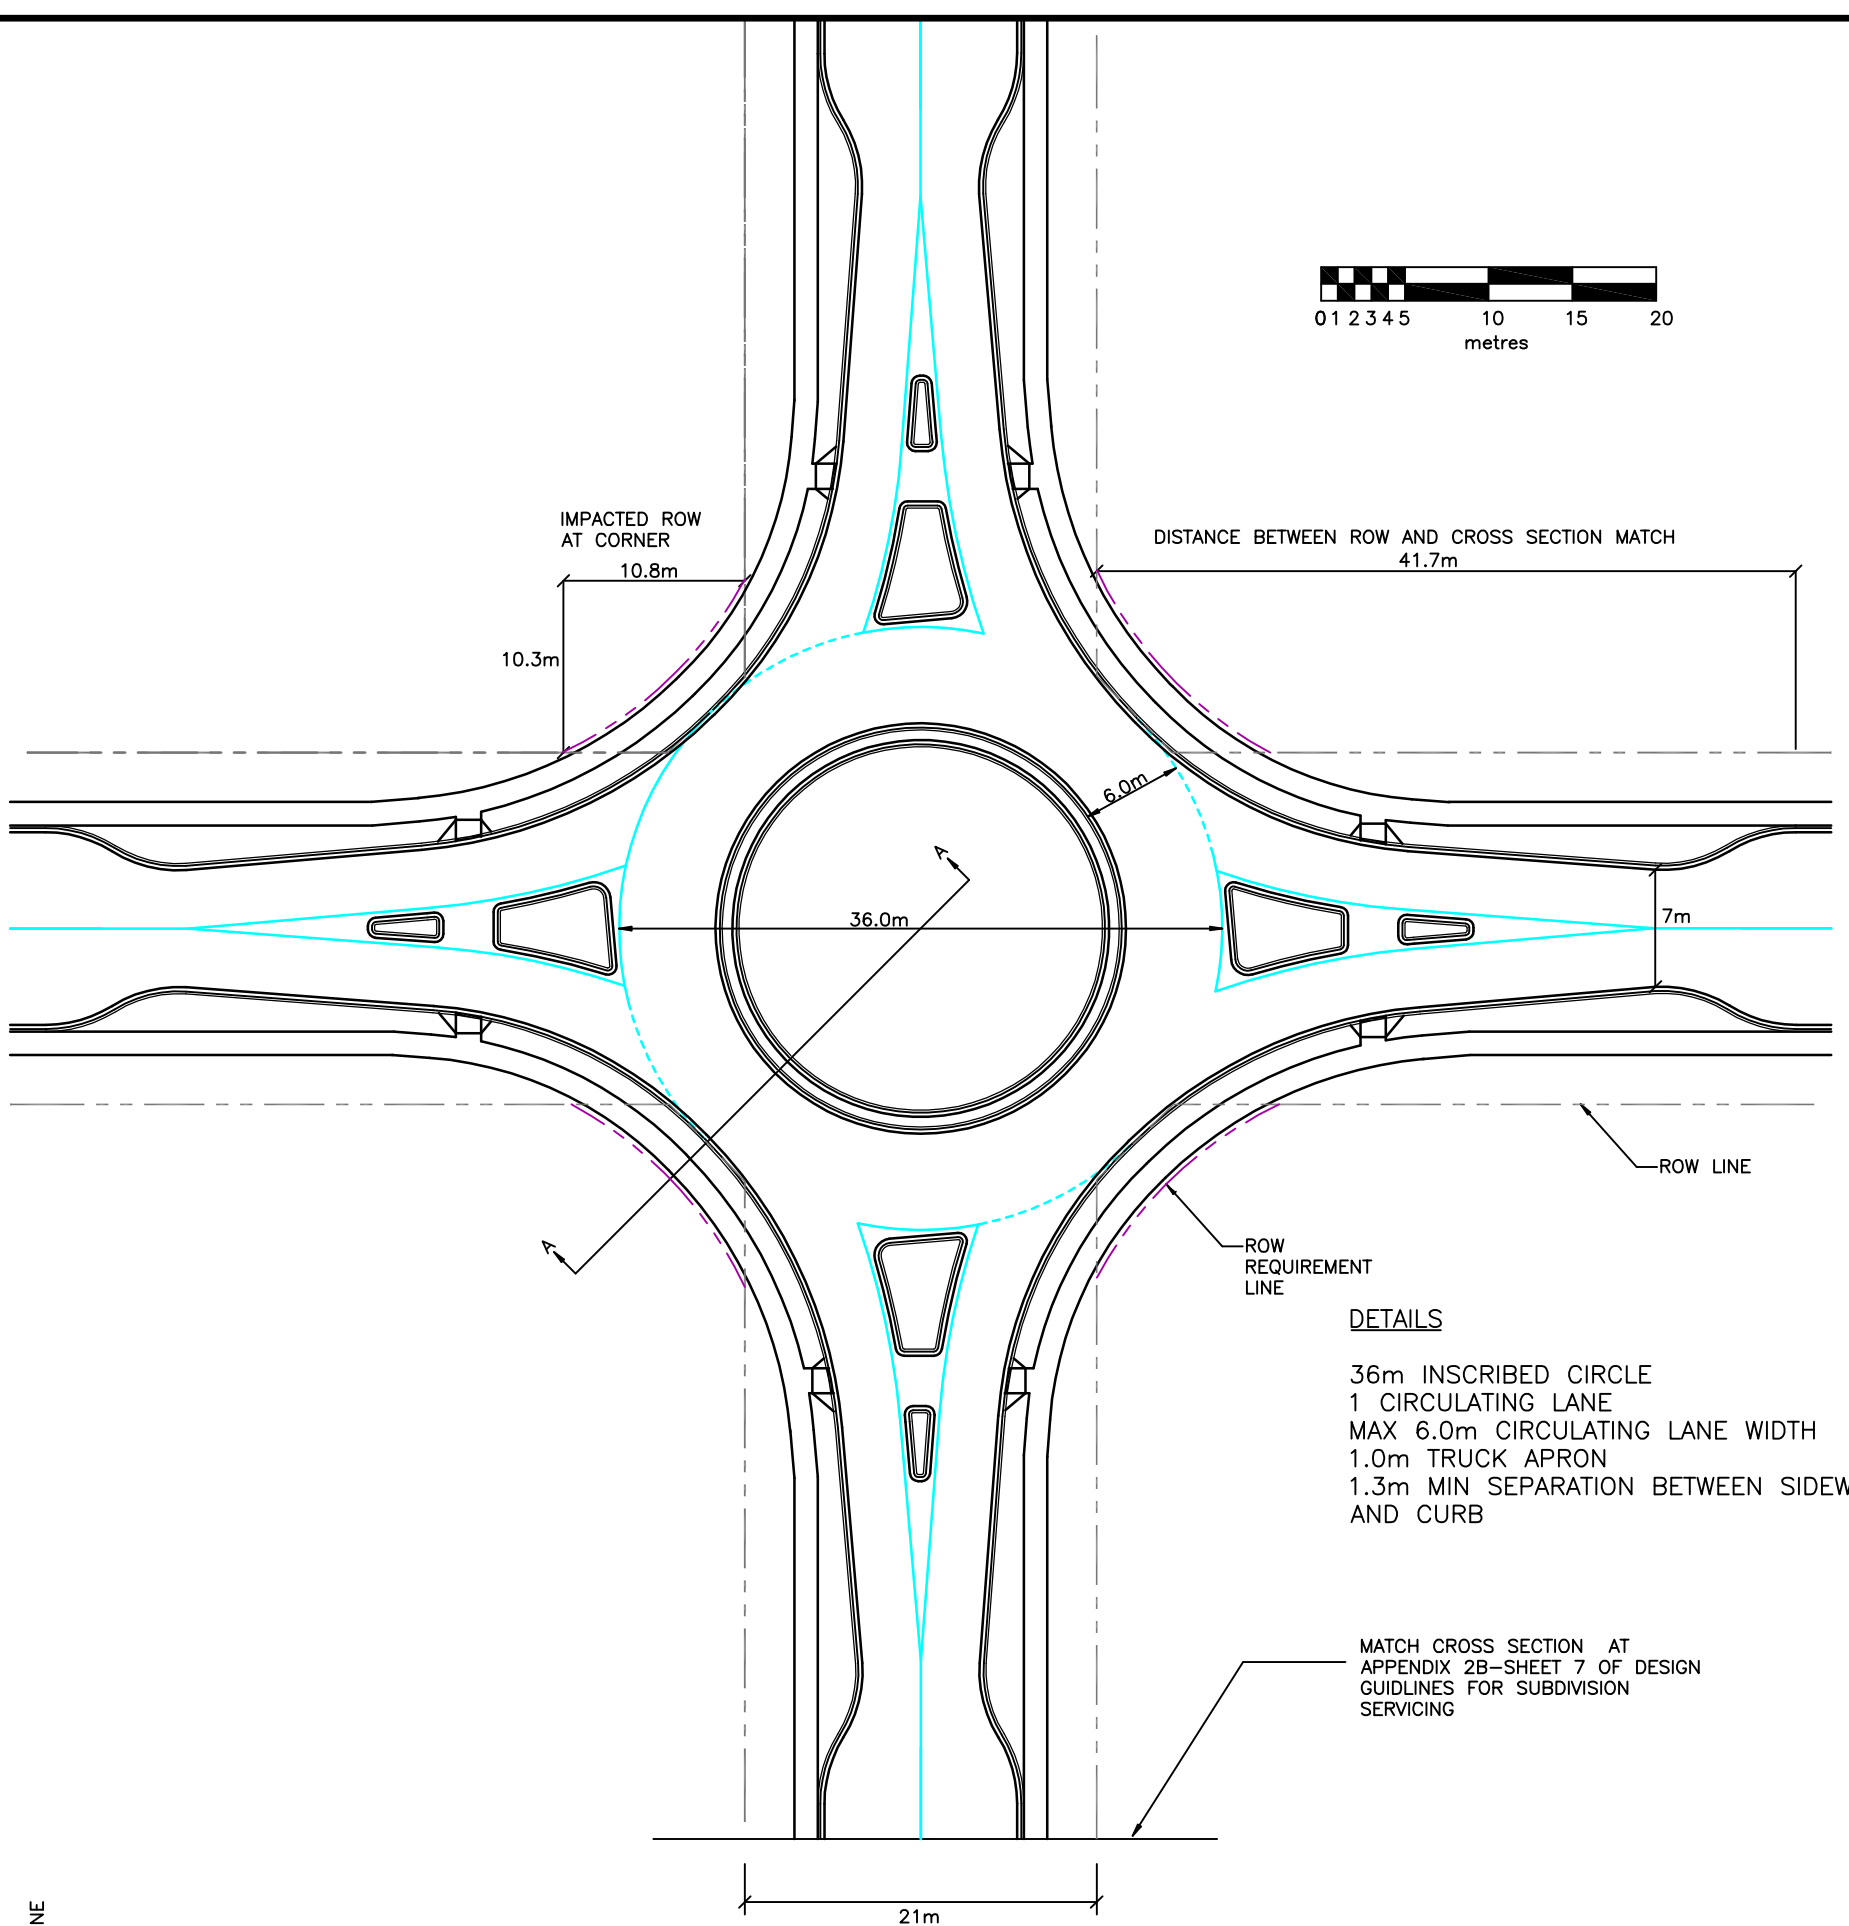 0 1 2 3 4 5 10 15 20
metres
IMPACTED ROW
AT CORNER
10.8m
10.3m
DISTANCE BETWEEN ROW AND CROSS SECTION MATCH
41.7m
6.0m
A
36.0m
7m
A
ROW LINE
ROW
REQUIREMENT
LINE
DETAILS
36m INSCRIBED CIRCLE
1 CIRCULATING LANE
MAX 6.0m CIRCULATING LANE WIDTH
1.0m TRUCK APRON
1.3m MIN SEPARATION BETWEEN SIDEW
AND CURB
MATCH CROSS SECTION AT
APPENDIX 2B-SHEET 7 OF DESIGN
GUIDLINES FOR SUBDIVISION
SERVICING
21m
NE